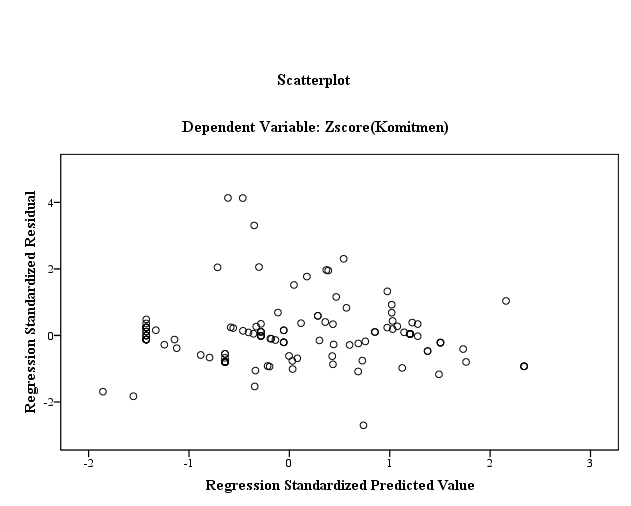 Scatterplot
Dependent Variable: Zscore(Komitmen)
Regression Standardized Residual
4
2
0
-2
-2 -1 0 1 2 3
Regression Standardized Predicted Value